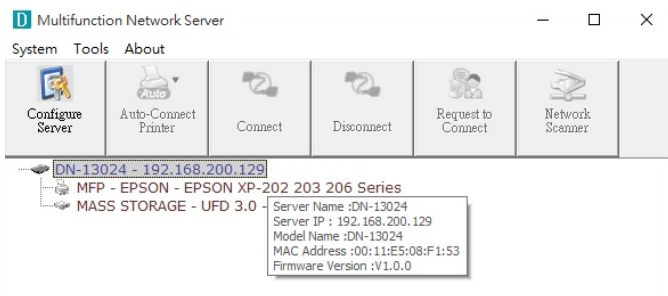 D Multifunction Network Server
System Tools About
Configure Server
Auto
Auto-Connect Printer
Connect
Disconnect
Request to Connect
Network Scanner
DN-13024 - 192.168.200.129
MFP - EPSON - EPSON XP-202 203 206 Series
MASS STORAGE - UFD 3.0 -
Server Name :DN-13024
Server IP : 192.168.200.129
Model Name :DN-13024
MAC Address :00:11:E5:08:F1:53
Firmware Version :V1.0.0